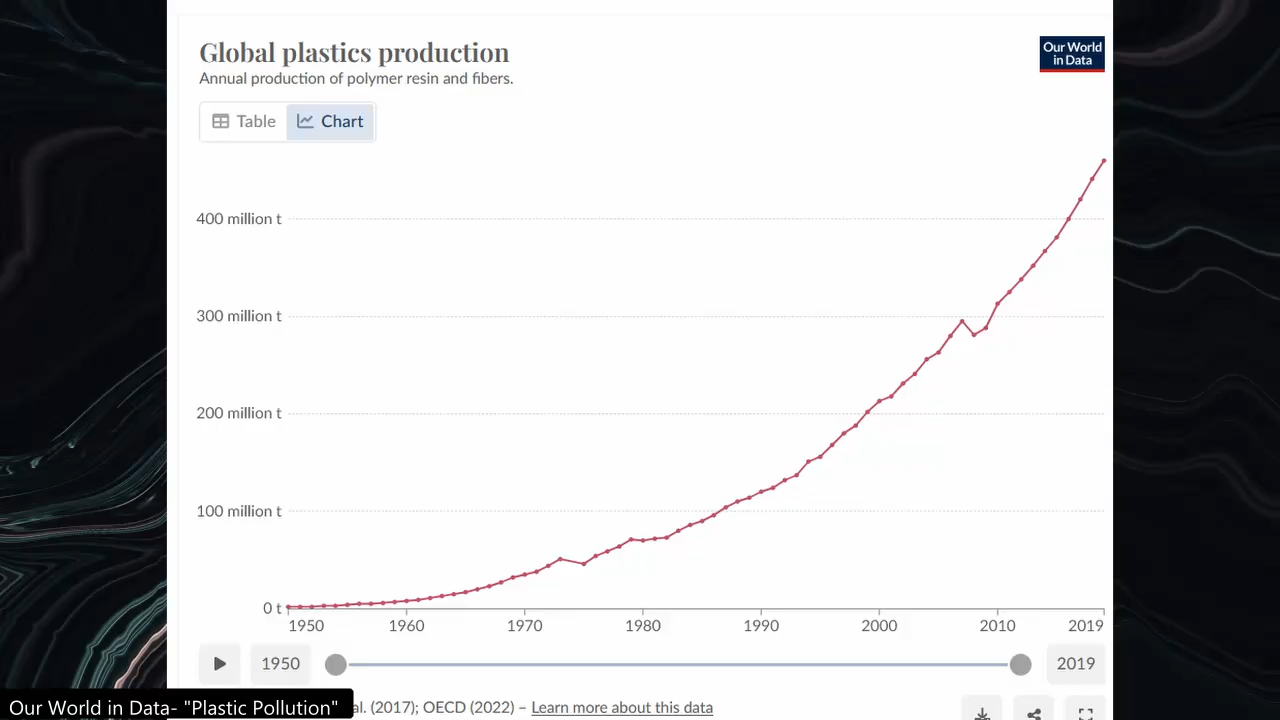 Global plastics production
Our World
in Data
Annual production of polymer resin and fibers.
Table
Chart
400 million t
300 million t
200 million t
100 million t
0 t
1950
1960
1970
1980
1990
2000
2010
2019
1950
2019
Our World in Data- "Plastic Pollution"
al. (2017); OECD (2022) – Learn more about this data